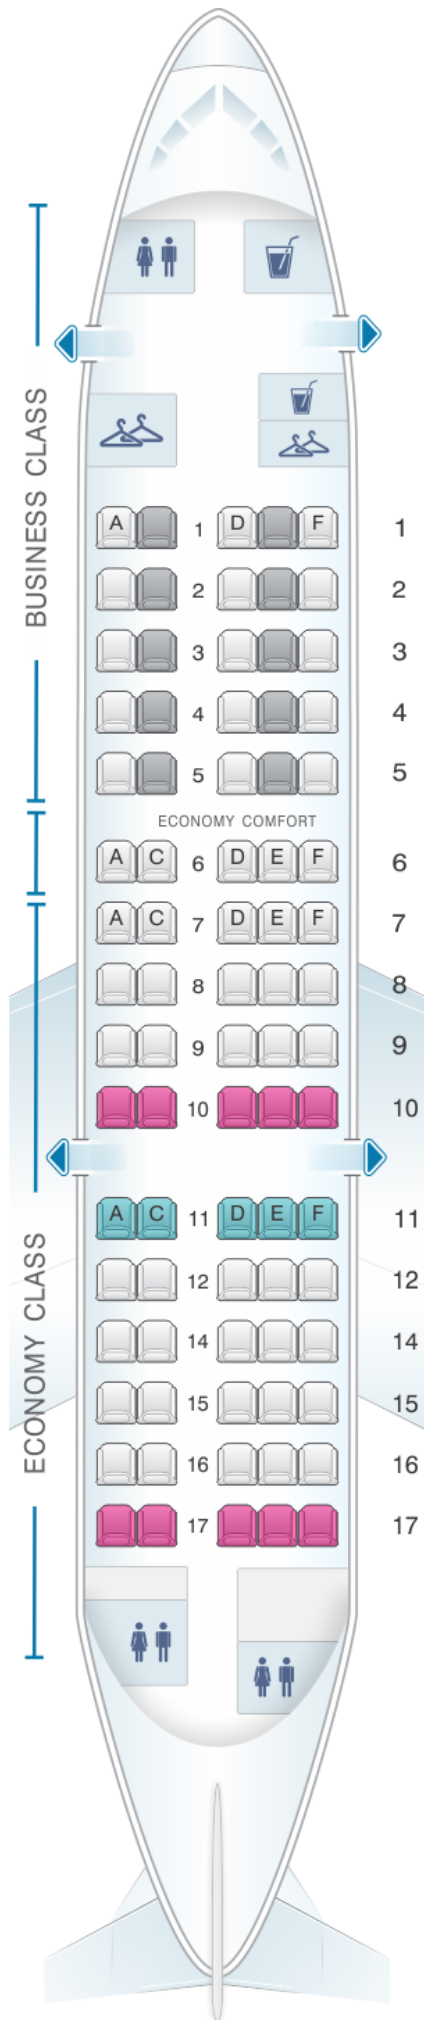 BUSINESS CLASS
A 1 D F 1
2 2
3 3
4 4
5 5
ECONOMY COMFORT
A C 6 D E F 6
A C 7 D E F 7
8 8
9 9
10 10
A C 11 D E F 11
ECONOMY CLASS
12 12
14 14
15 15
16 16
17 17